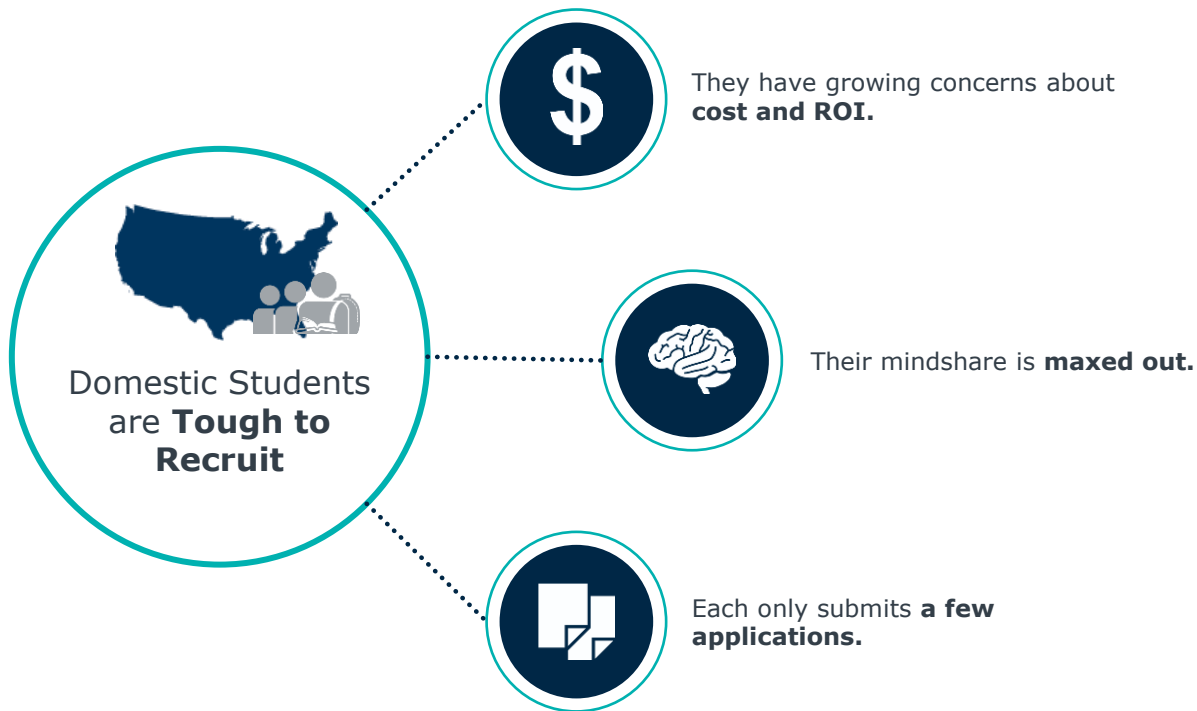 $
They have growing concerns about
cost and ROI.
Domestic Students
are Tough to
Recruit
Their mindshare is maxed out.
Each only submits a few
applications.